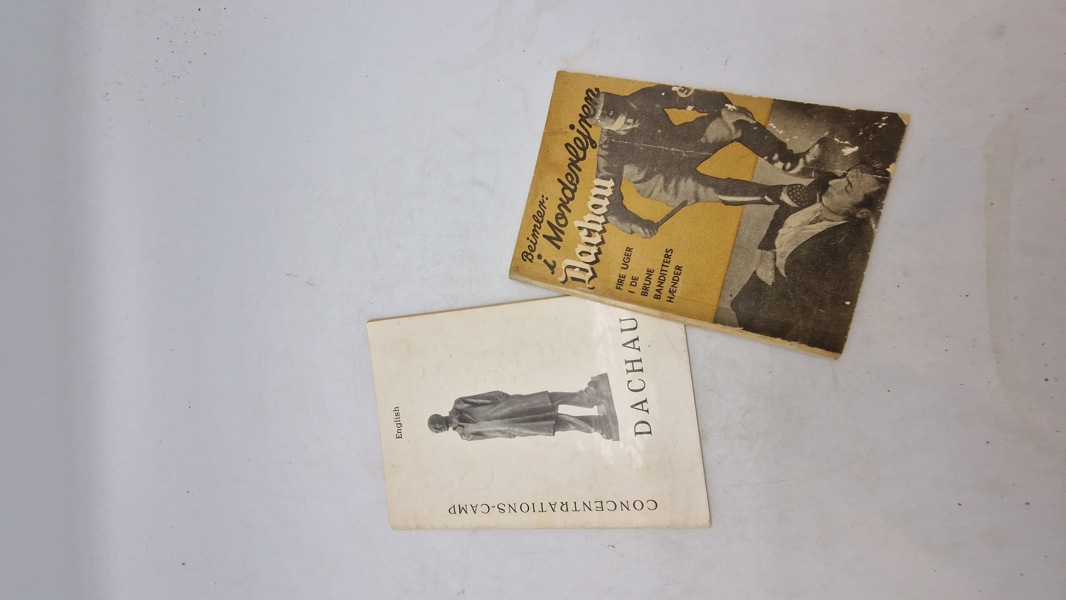 Beimler:
i Morderlejren
Dachau
FIRE UGER
I DE
BRUNE
BANDITTERS
HÆNDER
English
DACHAU
CONCENTRATIONS-CAMP